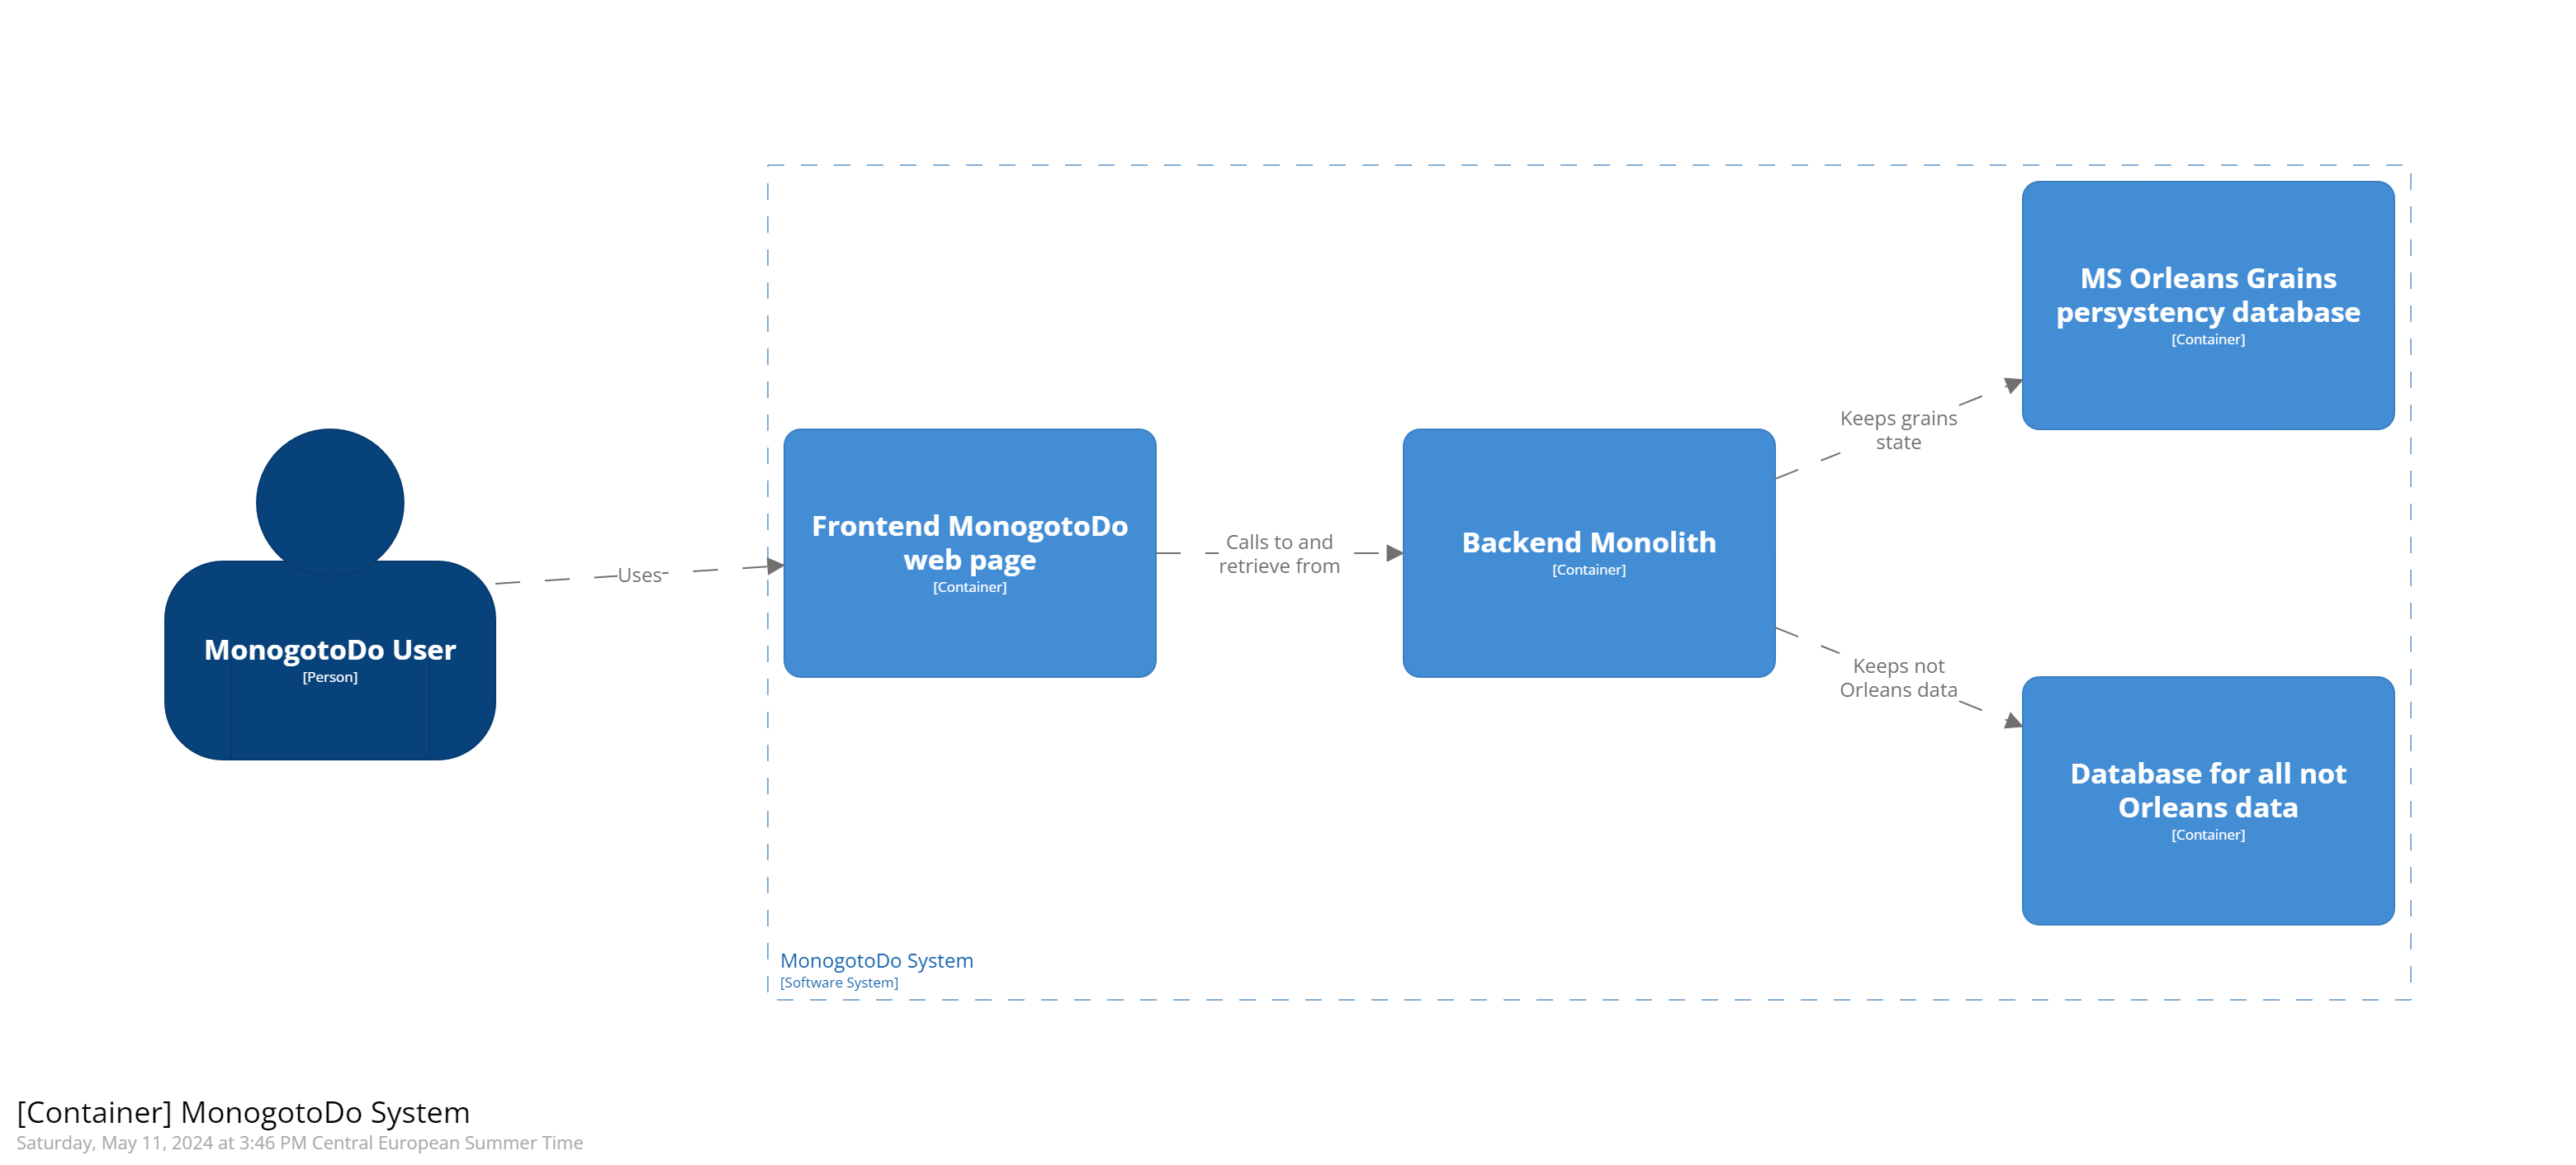 MonogotoDo User
[Person]
Uses
Frontend MonogotoDo
web page
[Container]
Calls to and
retrieve from
Backend Monolith
[Container]
Keeps grains
state
MS Orleans Grains
persystency database
[Container]
Keeps not
Orleans data
Database for all not
Orleans data
[Container]
MonogotoDo System
[Software System]
[Container] MonogotoDo System
Saturday, May 11, 2024 at 3:46 PM Central European Summer Time